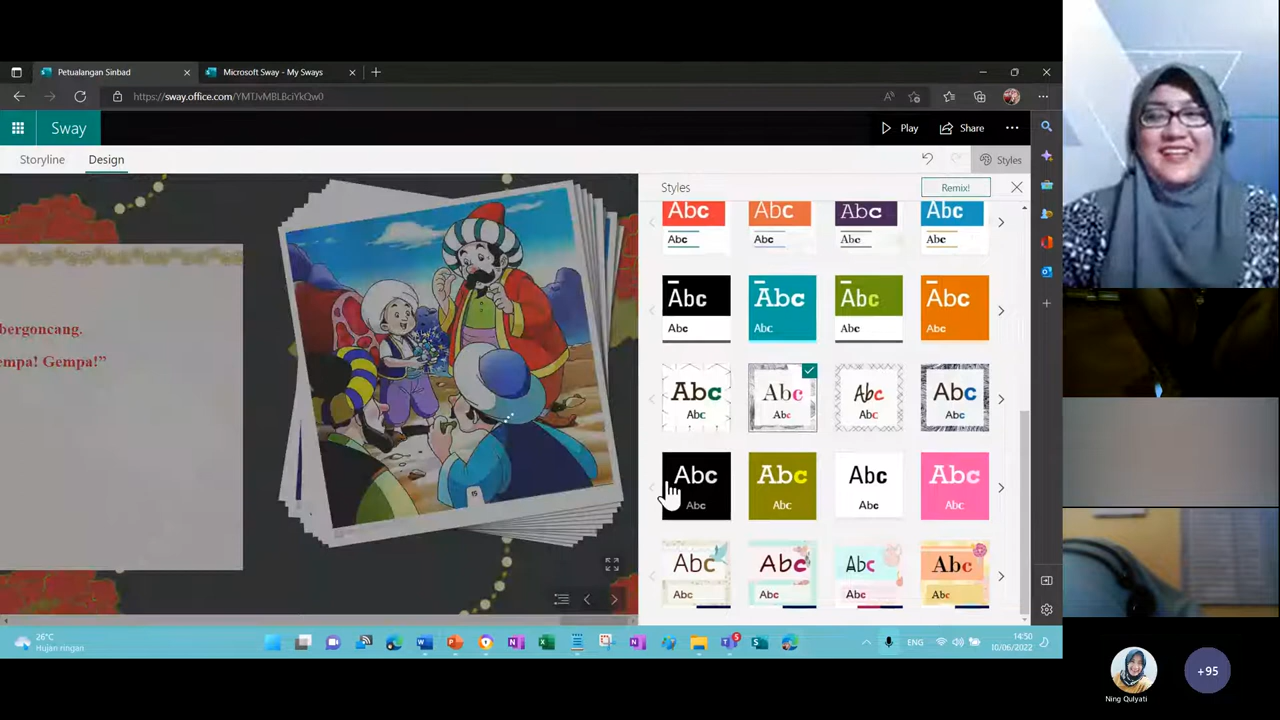 Petualangan Sinbad
Microsoft Sway - My Sways
https://sway.office.com/YMTJvMBLBciYkQw0
Sway
Play
Share
Storyline
Design
Styles
Styles
Remix!
bergoncang.
empa! Gempa!”
15
Abc Abc Abc Abc
Abc Abc Abc Abc
Abc Abc Abc Abc
Abc Abc Abc Abc
Abc Abc Abc Abc
Abc Abc Abc Abc
Abc Abc Abc Abc
Abc Abc Abc Abc
Abc Abc Abc Abc
Abc Abc Abc Abc
26°C
Hujan ringan
5
ENG
14:50
10/06/2022
Ning Qulyati
+95